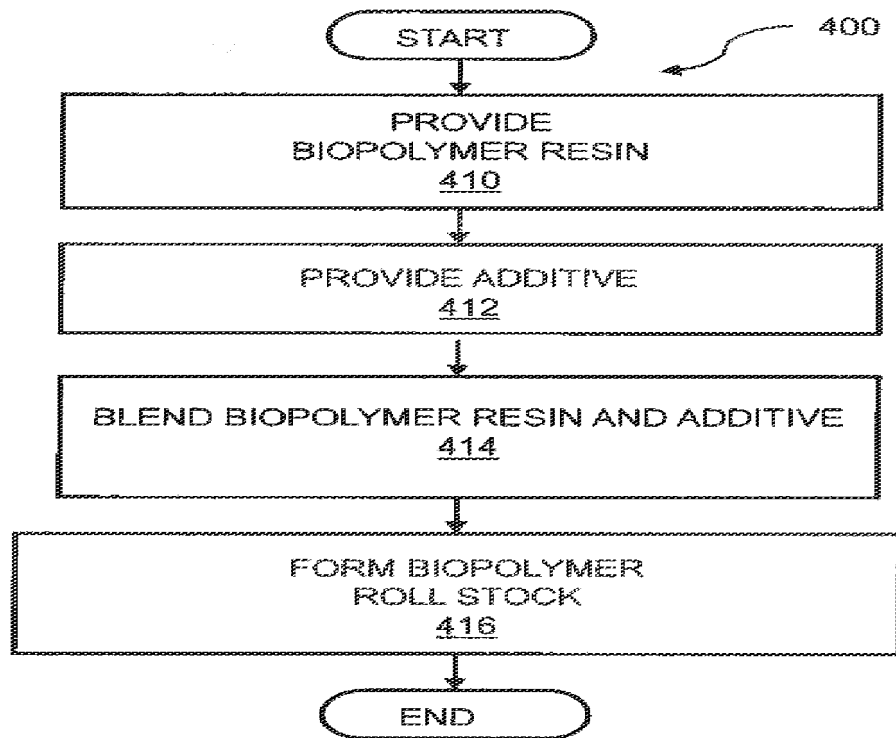 START
400
PROVIDE
BIOPOLYMER RESIN
410
PROVIDE ADDITIVE
412
BLEND BIOPOLYMER RESIN AND ADDITIVE
414
FORM BIOPOLYMER
ROLL STOCK
416
END